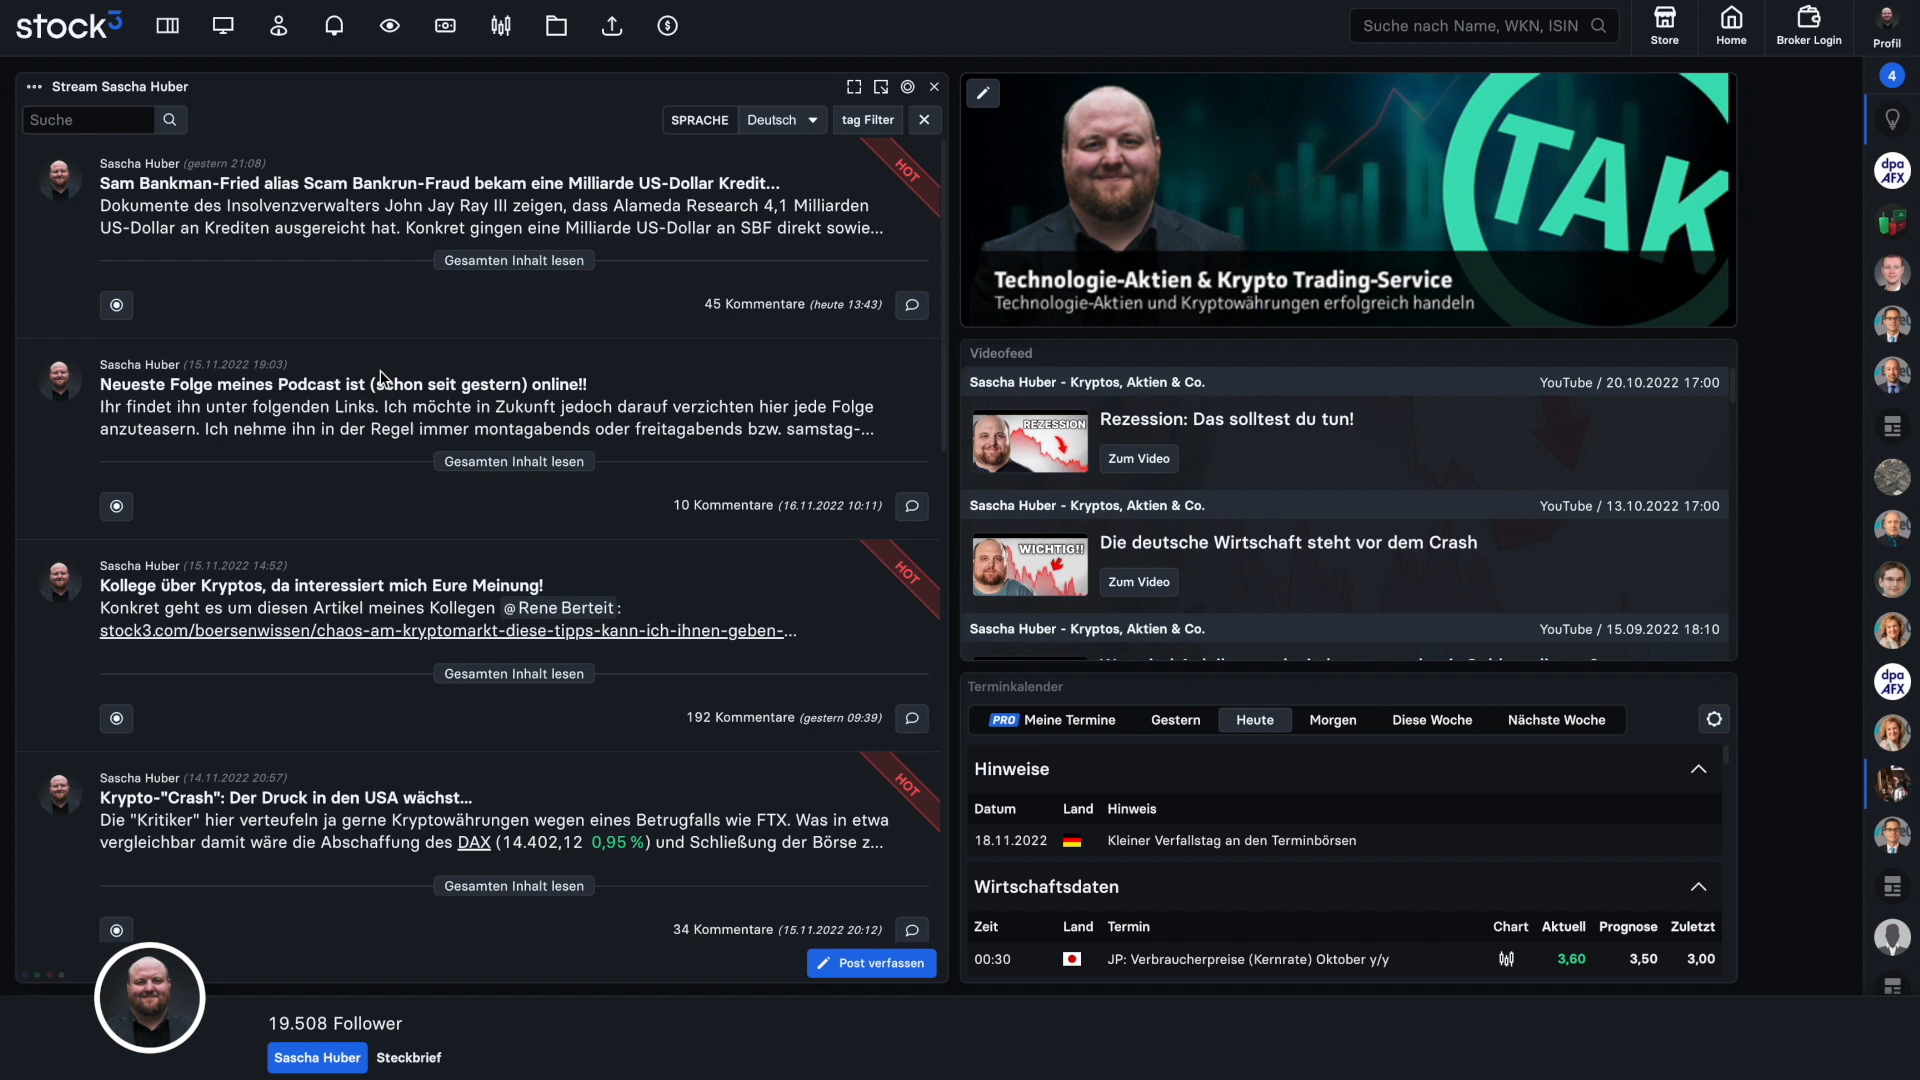 stock3
Suche nach Name, WKN, ISIN
Store
Home
Broker Login
Profil
Stream Sascha Huber
Suche
SPRACHE Deutsch
tag Filter
Sascha Huber (gestern 21:08)
HOT
Sam Bankman-Fried alias Scam Bankrun-Fraud bekam eine Milliarde US-Dollar Kredit...
Dokumente des Insolvenzverwalters John Jay Ray III zeigen, dass Alameda Research 4,1 Milliarden
US-Dollar an Krediten ausgereicht hat. Konkret gingen eine Milliarde US-Dollar an SBF direkt sowie...
Gesamten Inhalt lesen
45 Kommentare (heute 13:43)
Sascha Huber (15.11.2022 19:03)
Neueste Folge meines Podcast ist (schon seit gestern) online!!
Ihr findet ihn unter folgenden Links. Ich möchte in Zukunft jedoch darauf verzichten hier jede Folge
anzuteasern. Ich nehme ihn in der Regel immer montagabends oder freitagabends bzw. samstag-...
Gesamten Inhalt lesen
10 Kommentare (16.11.2022 10:11)
Sascha Huber (15.11.2022 14:52)
HOT
Kollege über Kryptos, da interessiert mich Eure Meinung!
Konkret geht es um diesen Artikel meines Kollegen @Rene Berteit:
stock3.com/boersenwissen/chaos-am-kryptomarkt-diese-tipps-kann-ich-ihnen-geben-...
Gesamten Inhalt lesen
192 Kommentare (gestern 09:39)
Sascha Huber (14.11.2022 20:57)
HOT
Krypto-"Crash": Der Druck in den USA wächst...
Die "Kritiker" hier verteufeln ja gerne Kryptowährungen wegen eines Betrugfalls wie FTX. Was in etwa
vergleichbar damit wäre die Abschaffung des DAX (14.402,12 0,95 %) und Schließung der Börse z...
Gesamten Inhalt lesen
34 Kommentare (15.11.2022 20:12)
Post verfassen
19.508 Follower
Sascha Huber
Steckbrief
TAK
Technologie-Aktien & Krypto Trading-Service
Technologie-Aktien und Kryptowährungen erfolgreich handeln
Videofeed
Sascha Huber - Kryptos, Aktien & Co.
YouTube / 20.10.2022 17:00
REZESSION
Rezession: Das solltest du tun!
Zum Video
Sascha Huber - Kryptos, Aktien & Co.
YouTube / 13.10.2022 17:00
WICHTIG!!
Die deutsche Wirtschaft steht vor dem Crash
Zum Video
Sascha Huber - Kryptos, Aktien & Co.
YouTube / 15.09.2022 18:10
Terminkalender
PRO Meine Termine
Gestern
Heute
Morgen
Diese Woche
Nächste Woche
Hinweise
Datum Land Hinweis
18.11.2022 Kleiner Verfallstag an den Terminbörsen
Wirtschaftsdaten
Zeit Land Termin Chart Aktuell Prognose Zuletzt
00:30 JP: Verbraucherpreise (Kernrate) Oktober y/y 3,60 3,50 3,00
4
dpa
AFX
dpa
AFX